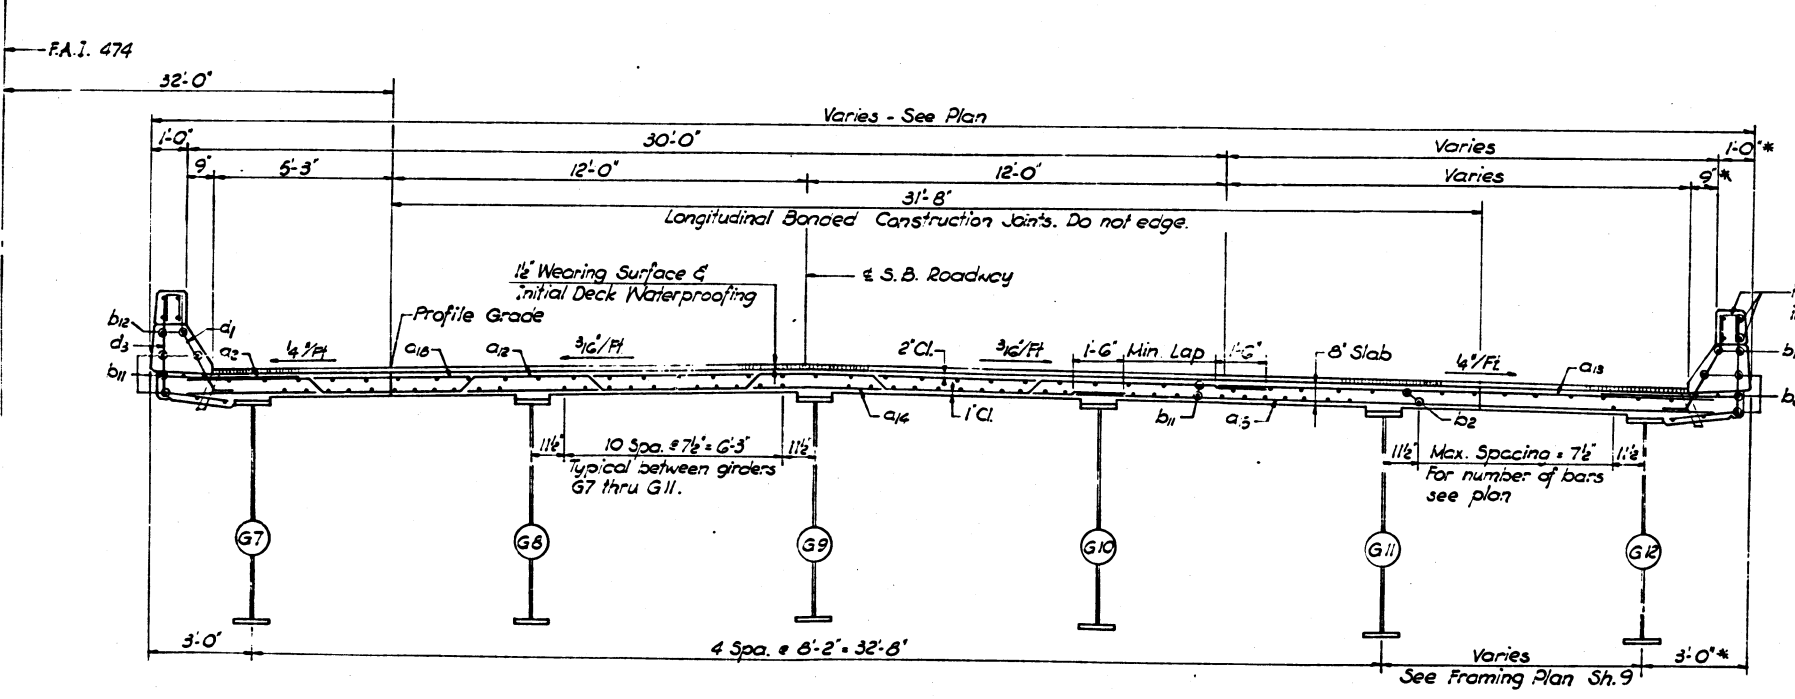 F.A.I. 474
32'-0"
Varies - See Plan
1'-0"
30'-0"
Varies
1'-0"*
9"
5'-3"
12'-0"
12'-0"
Varies
9"*
31'-8"
Longitudinal Bonded Construction Joints. Do not edge.
1½" Wearing Surface &
initial Deck Waterproofing
℄ S.B. Roadway
Profile Grade
b12
d1
d3
a2
¼"/Ft
a18
a12
3/16"/Ft
2" Cl.
3/16"/Ft
1'-6"
Min. Lap
1'-6"
8" Slab
¼"/Ft
a13
b11
1" Cl.
a14
b11
a13
b2
11½"
10 Spa. @ 7½" = 6'-3"
11½"
Typical between girders
G7 thru G11.
11½"
Max. Spacing = 7½"
11½"
For number of bars
see plan
G7
G8
G9
G10
G11
G12
3'-0"
4 Spa. @ 8'-2" = 32'-8"
Varies
3'-0"*
See Framing Plan Sh. 9